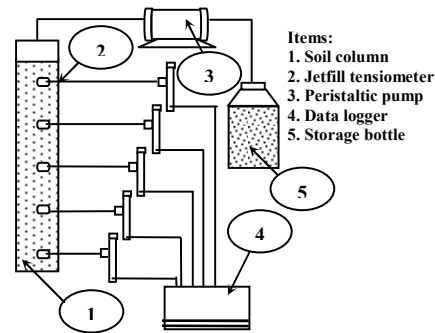 Items:
1. Soil column
2. Jetfill tensiometer
3. Peristaltic pump
4. Data logger
5. Storage bottle
2
3
5
4
1